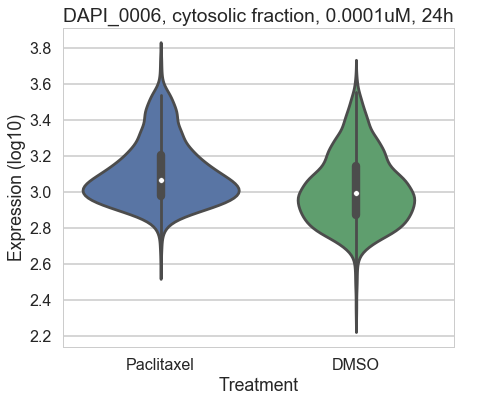 DAPI_0006, cytosolic fraction, 0.0001uM, 24h
3.8
3.6
3.4
3.2
3.0
2.8
2.6
2.4
2.2
Expression (log10)
Paclitaxel DMSO
Treatment